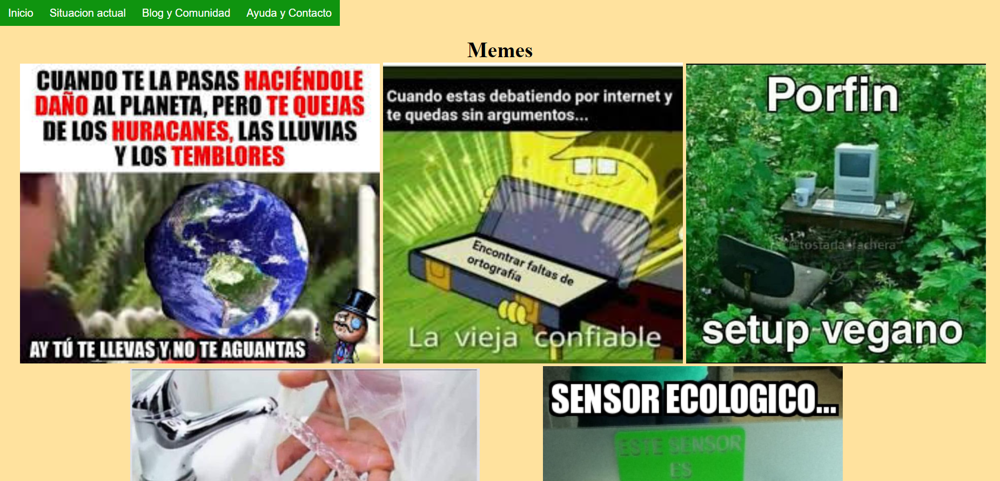 Inicio Situacion actual Blog y Comunidad Ayuda y Contacto
Memes
CUANDO TE LA PASAS HACIÉNDOLE
DAÑO AL PLANETA, PERO TE QUEJAS
DE LOS HURACANES, LAS LLUVIAS
Y LOS TEMBLORES
AY TÚ TE LLEVAS Y NO TE AGUANTAS
Cuando estas debatiendo por internet y
te quedas sin argumentos...
Encontrar faltas de
ortografía
La vieja confiable
Porfin
@tostadafachera
setup vegano
SENSOR ECOLOGICO...
ESTE SENSOR
ES